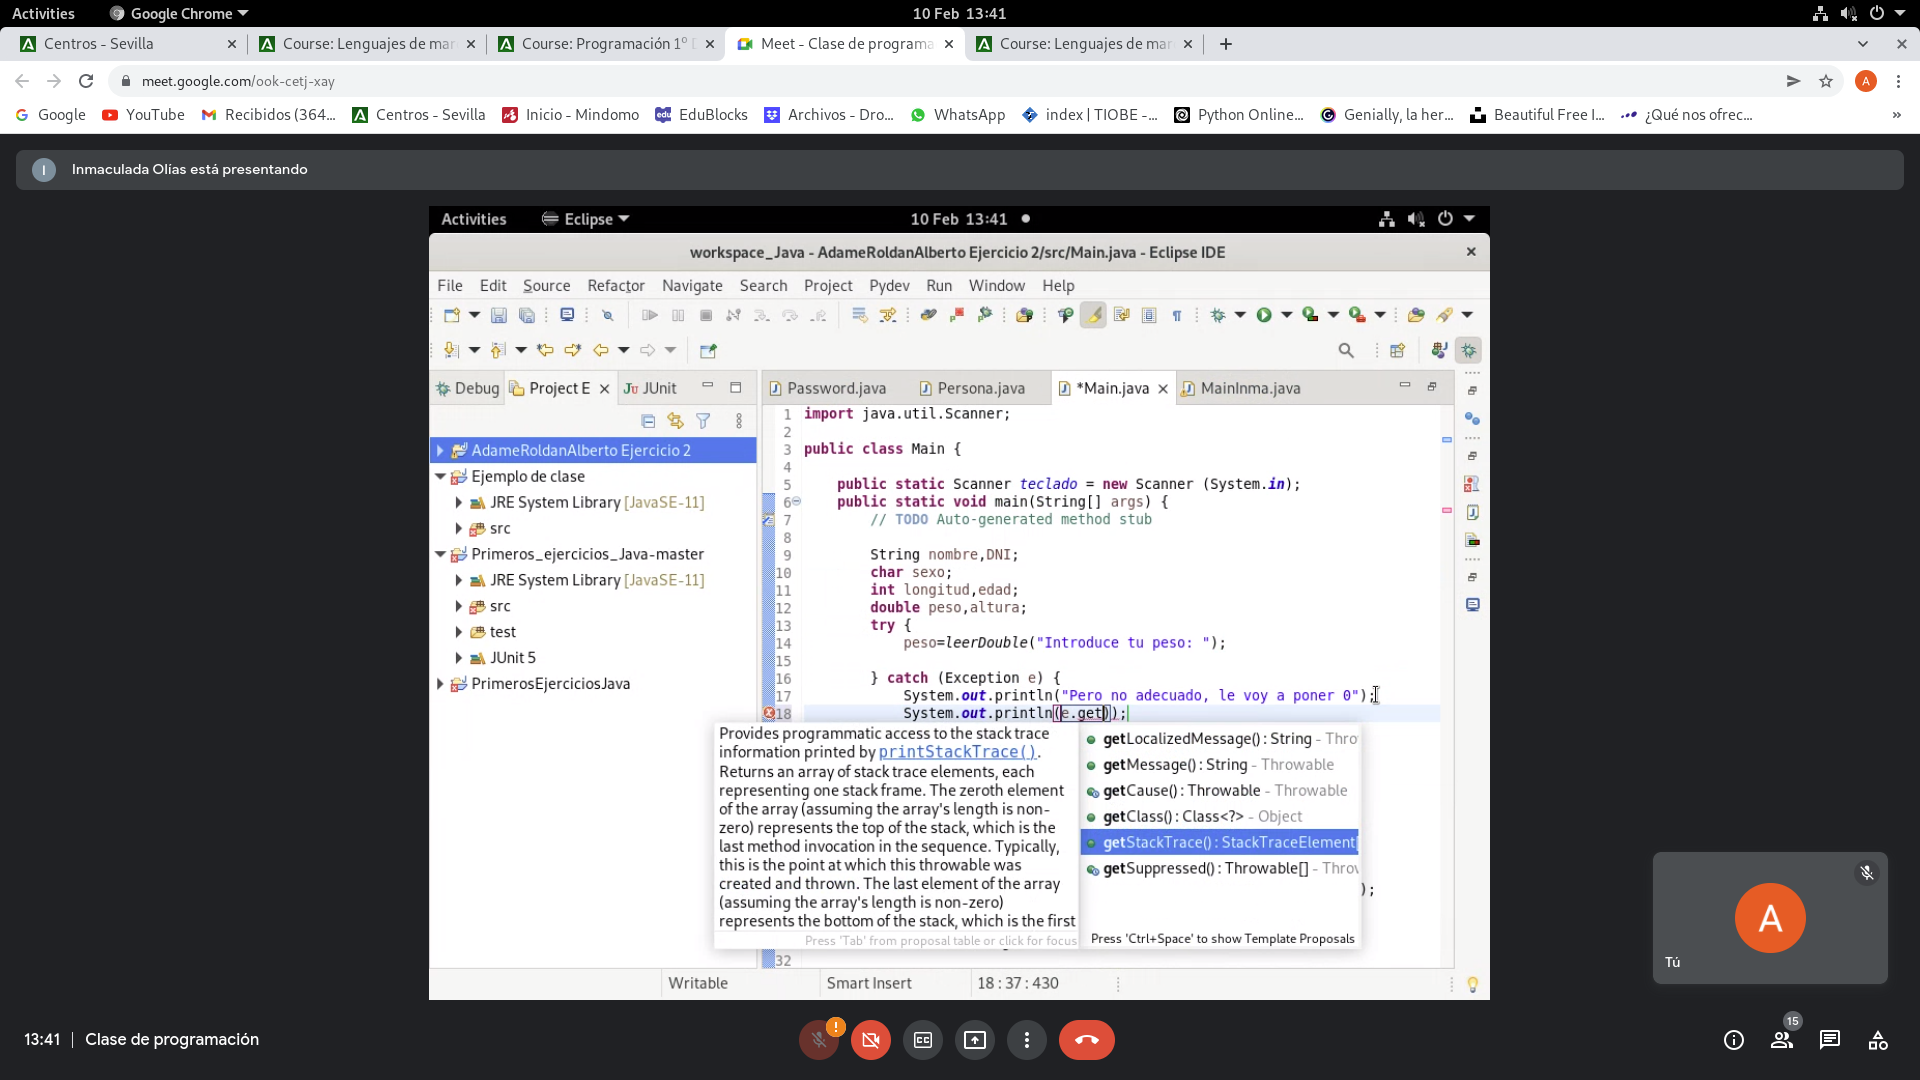 Activities
Google Chrome
10 Feb 13:41
Centros - Sevilla
Course: Lenguajes de mar
Course: Programación 1º D
Meet - Clase de programa
Course: Lenguajes de mar
meet.google.com/ook-cetj-xay
A
Google
YouTube
Recibidos (364...
Centros - Sevilla
Inicio - Mindomo
EduBlocks
Archivos - Dro...
WhatsApp
index | TIOBE -...
Python Online...
Genially, la her...
Beautiful Free I...
¿Qué nos ofrec...
»
I
Inmaculada Olías está presentando
Activities
Eclipse
10 Feb 13:41
workspace_Java - AdameRoldanAlberto Ejercicio 2/src/Main.java - Eclipse IDE
File Edit Source Refactor Navigate Search Project Pydev Run Window Help
Debug
Project E
JUnit
Password.java
Persona.java
*Main.java
MainInma.java
AdameRoldanAlberto Ejercicio 2
Ejemplo de clase
JRE System Library [JavaSE-11]
src
Primeros_ejercicios_Java-master
JRE System Library [JavaSE-11]
src
test
JUnit 5
PrimerosEjerciciosJava
1 import java.util.Scanner;
2
3 public class Main {
4
5 public static Scanner teclado = new Scanner (System.in);
6 public static void main(String[] args) {
7 // TODO Auto-generated method stub
8
9 String nombre,DNI;
10 char sexo;
11 int longitud,edad;
12 double peso,altura;
13 try {
14 peso=leerDouble("Introduce tu peso: ");
15
16 } catch (Exception e) {
17 System.out.println("Pero no adecuado, le voy a poner 0");
18 System.out.println(e.get));
Provides programmatic access to the stack trace
information printed by printStackTrace().
Returns an array of stack trace elements, each
representing one stack frame. The zeroth element
of the array (assuming the array's length is non-
zero) represents the top of the stack, which is the
last method invocation in the sequence. Typically,
this is the point at which this throwable was
created and thrown. The last element of the array
(assuming the array's length is non-zero)
represents the bottom of the stack, which is the first
Press 'Tab' from proposal table or click for focus
getLocalizedMessage() : String - Thro
getMessage() : String - Throwable
getCause() : Throwable - Throwable
getClass() : Class<?> - Object
getStackTrace() : StackTraceElement[
getSuppressed() : Throwable[] - Throv
);
Press 'Ctrl+Space' to show Template Proposals
32
Writable
Smart Insert
18 : 37 : 430
A
Tú
13:41 | Clase de programación
15